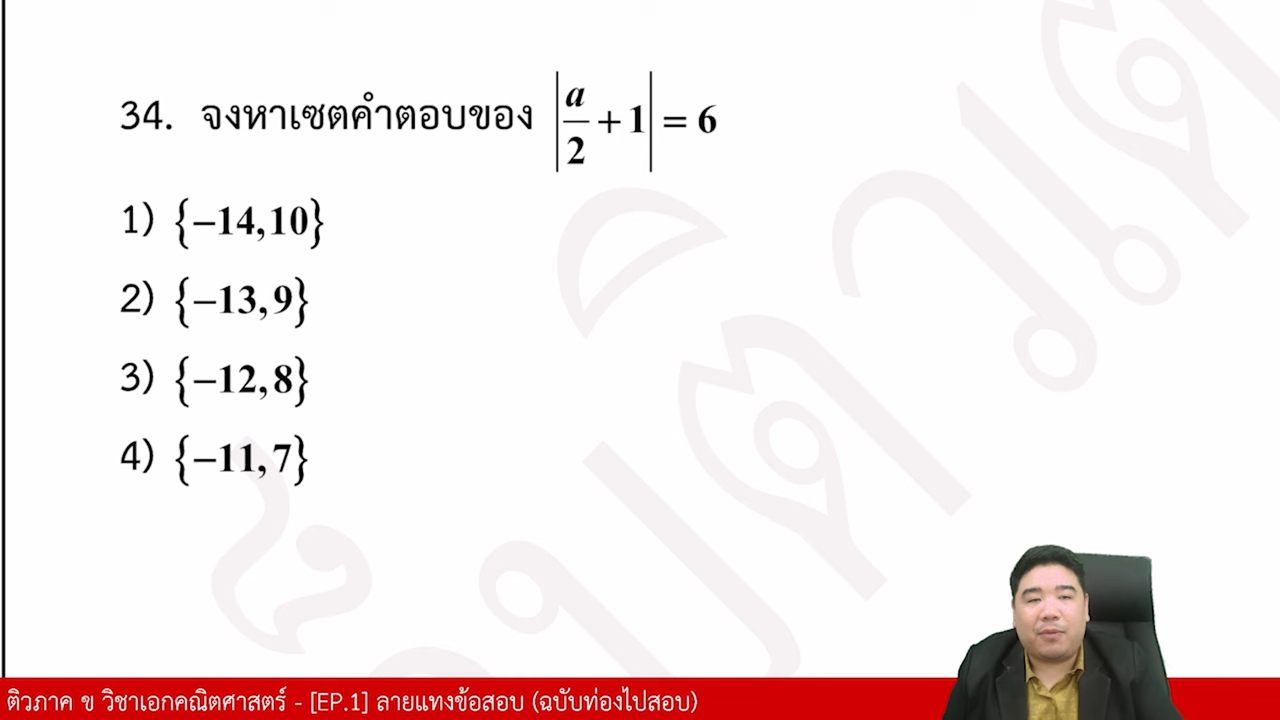 34. จงหาเซตคำตอบของ |a/2 + 1| = 6
1) {−14, 10}
2) {−13, 9}
3) {−12, 8}
4) {−11, 7}
ติวภาค ข วิชาเอกคณิตศาสตร์ - [EP.1] ลายแทงข้อสอบ (ฉบับท่องไปสอบ)